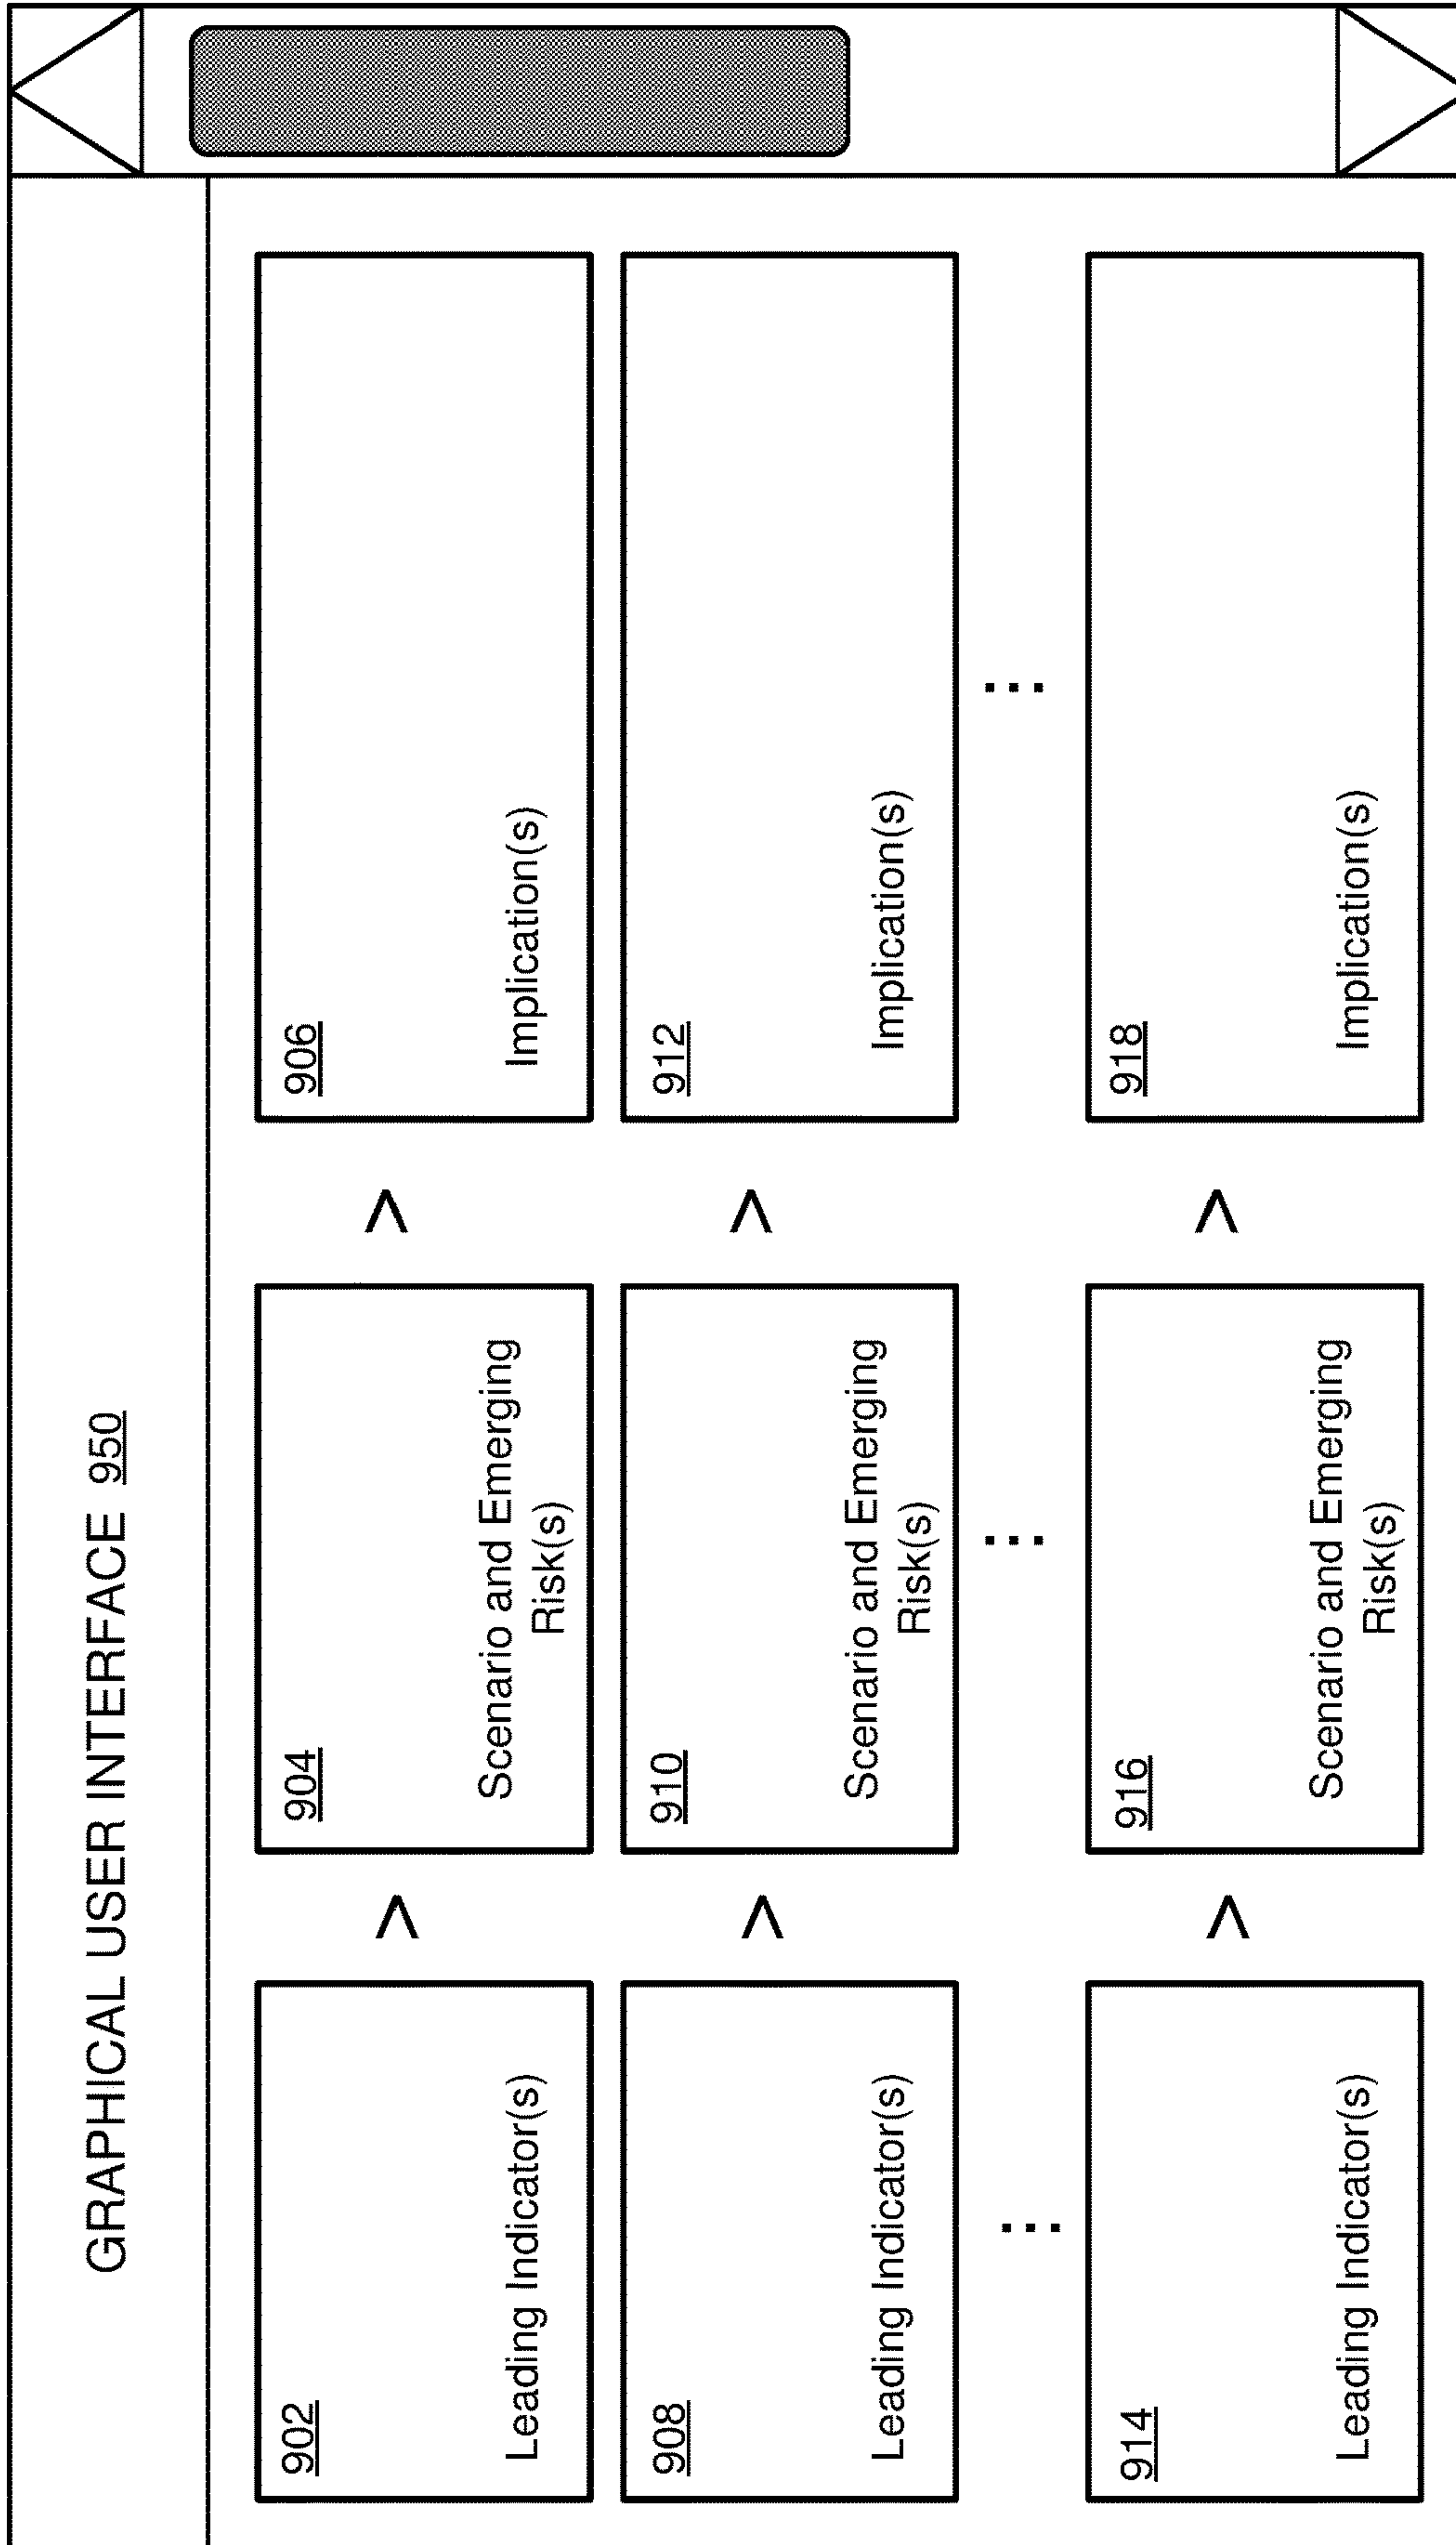 GRAPHICAL USER INTERFACE 950
902
Leading Indicator(s)
>
904
Scenario and Emerging
Risk(s)
>
906
Implication(s)
908
Leading Indicator(s)
>
910
Scenario and Emerging
Risk(s)
>
912
Implication(s)
...
...
...
914
Leading Indicator(s)
>
916
Scenario and Emerging
Risk(s)
>
918
Implication(s)